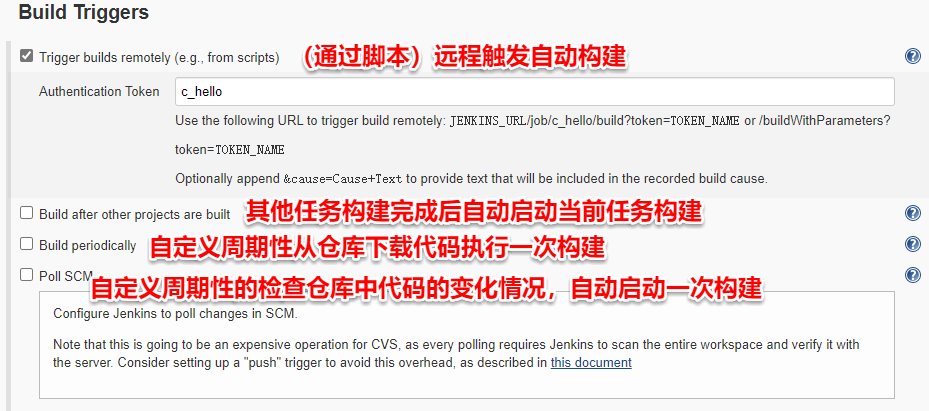 Build Triggers
Trigger builds remotely (e.g., from scripts) （通过脚本）远程触发自动构建
Authentication Token c_hello
Use the following URL to trigger build remotely: JENKINS_URL/job/c_hello/build?token=TOKEN_NAME or /buildWithParameters?
token=TOKEN_NAME
Optionally append &cause=Cause+Text to provide text that will be included in the recorded build cause.
Build after other projects are built 其他任务构建完成后自动启动当前任务构建
Build periodically 自定义周期性从仓库下载代码执行一次构建
Poll SCM 自定义周期性的检查仓库中代码的变化情况，自动启动一次构建
Configure Jenkins to poll changes in SCM.
Note that this is going to be an expensive operation for CVS, as every polling requires Jenkins to scan the entire workspace and verify it with
the server. Consider setting up a "push" trigger to avoid this overhead, as described in this document